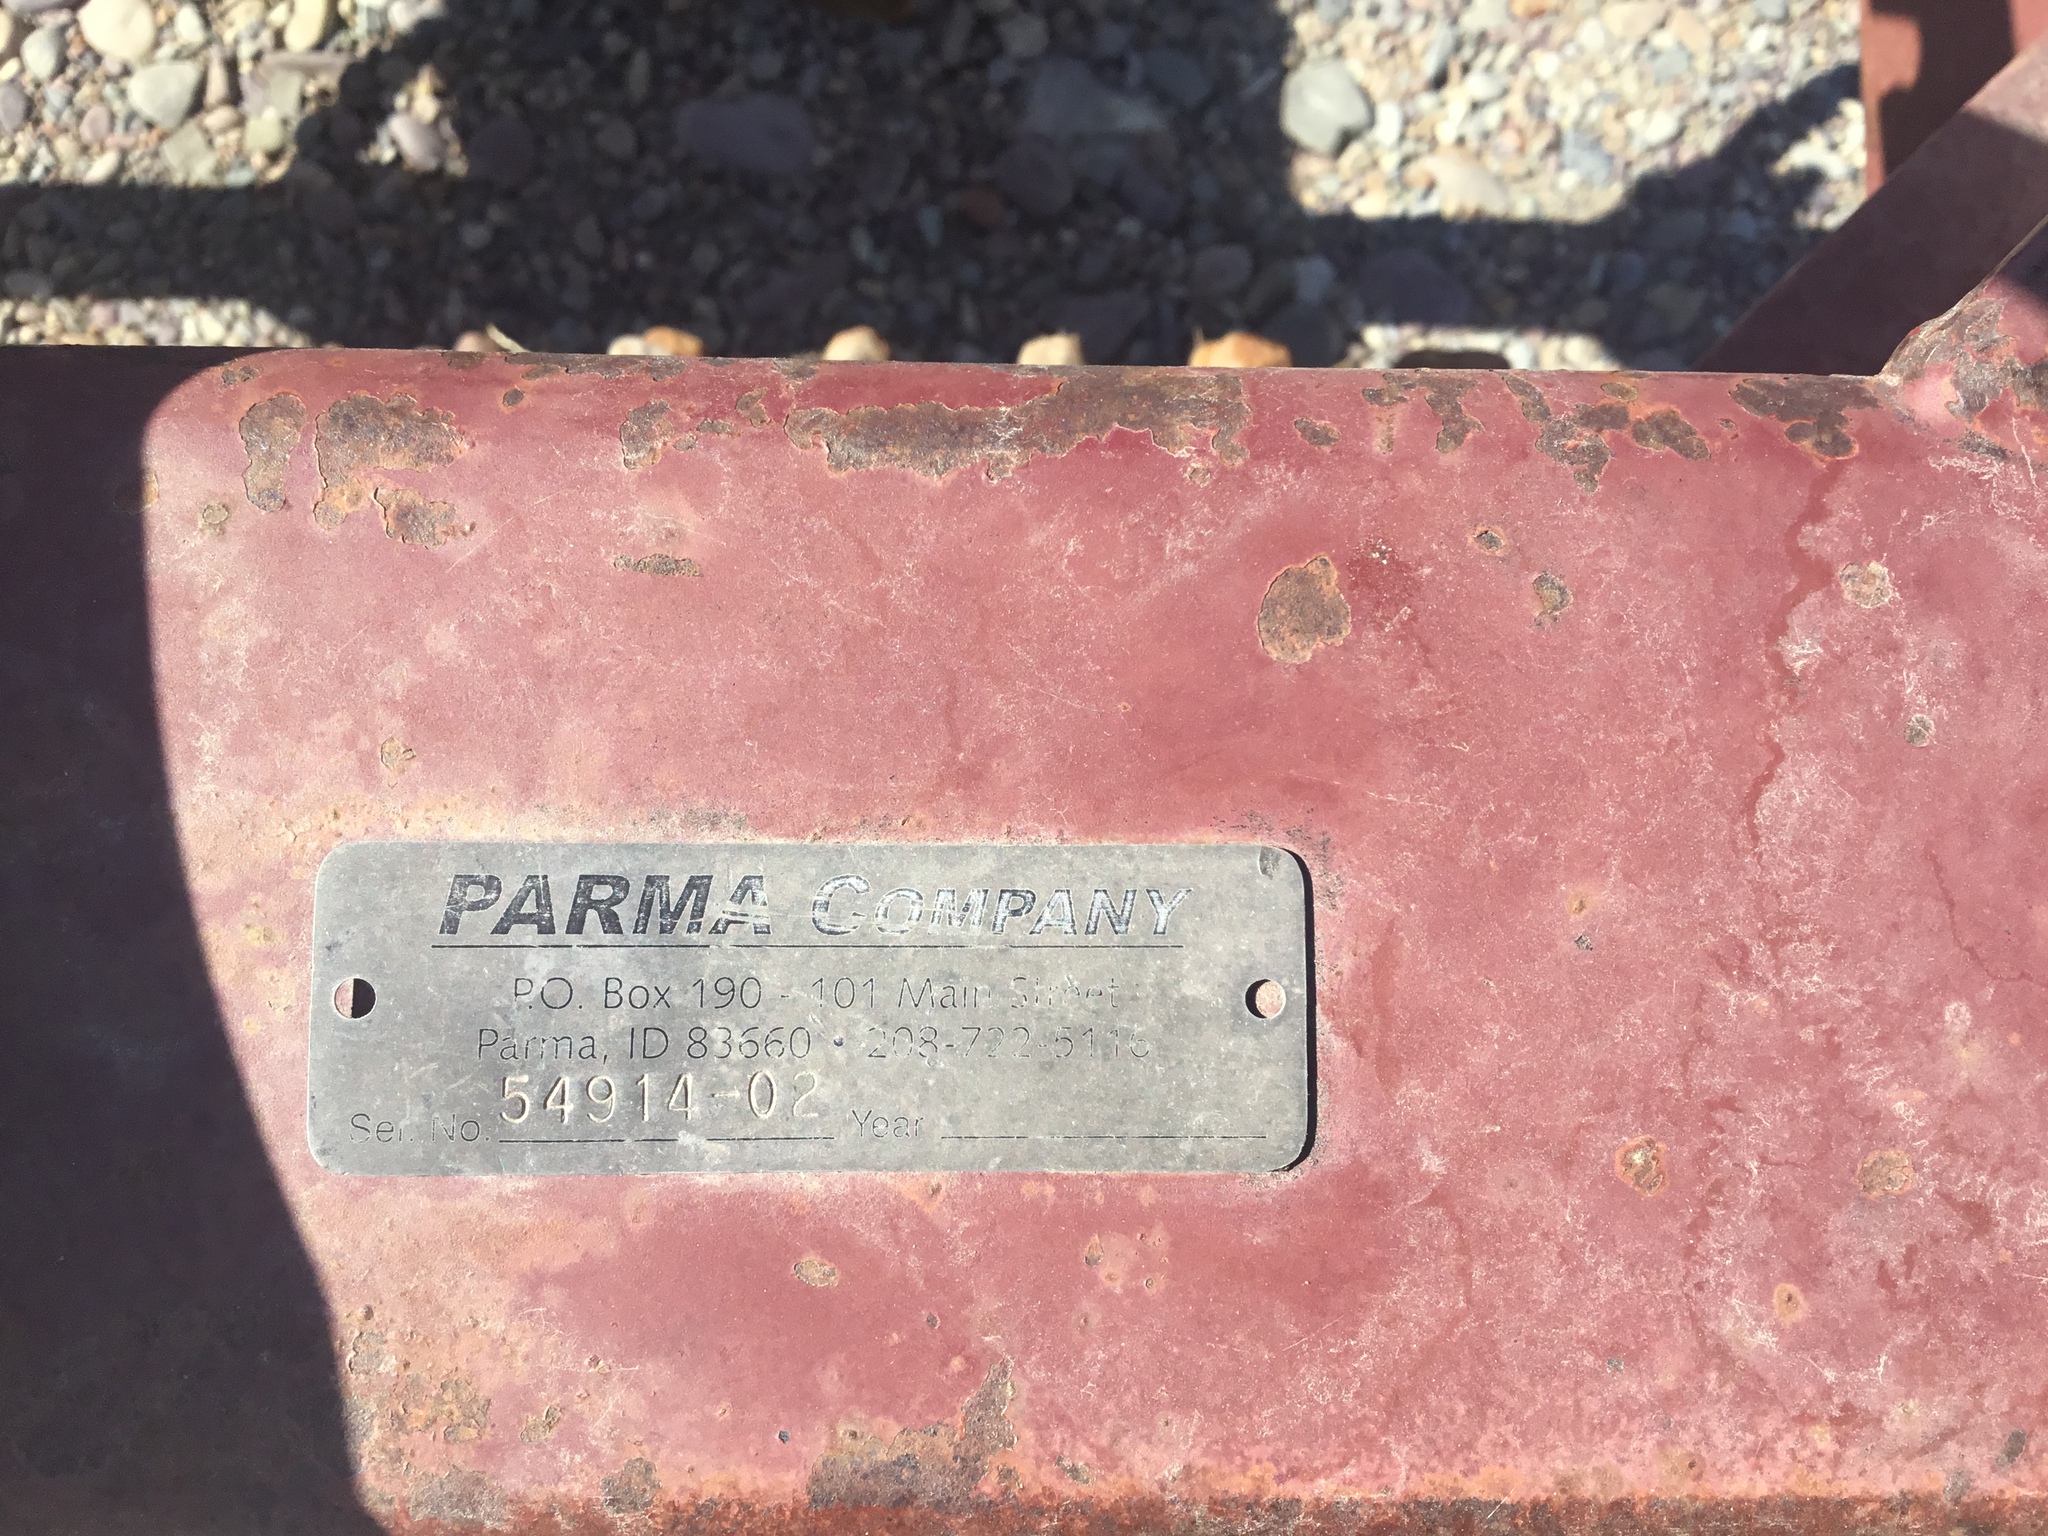 PARMA COMPANY
P.O. Box 190 - 101 Main Street
Parma, ID 83660 • 208-722-5116
54914-02
Ser. No. Year